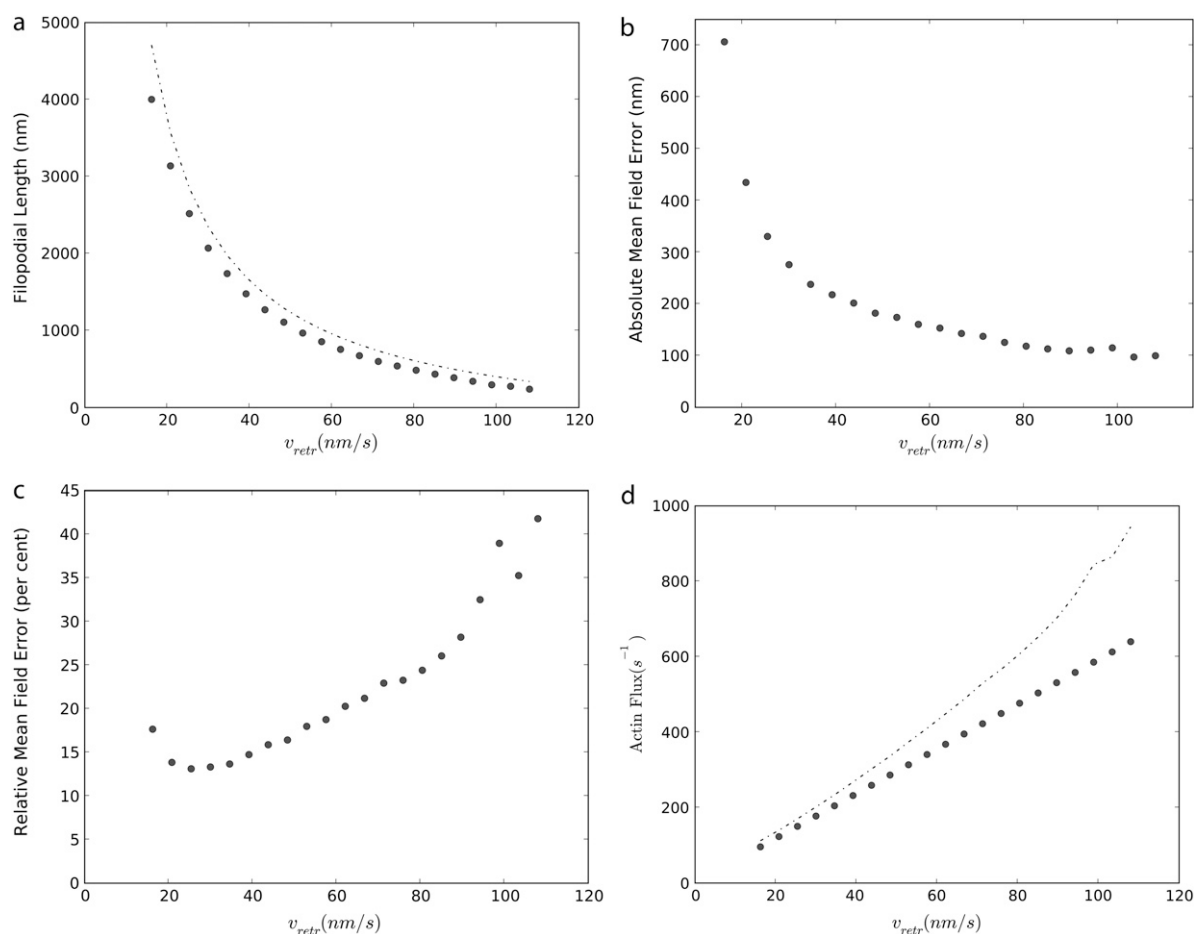 a
5000
4000
3000
2000
1000
0
Filopodial Length (nm)
0 20 40 60 80 100 120
v_retr(nm/s)
b
700
600
500
400
300
200
100
0
Absolute Mean Field Error (nm)
20 40 60 80 100
v_retr(nm/s)
c
45
40
35
30
25
20
15
10
5
0
Relative Mean Field Error (per cent)
0 20 40 60 80 100 120
v_retr(nm/s)
d
1000
800
600
400
200
0
Actin Flux(s⁻¹)
0 20 40 60 80 100 120
v_retr(nm/s)